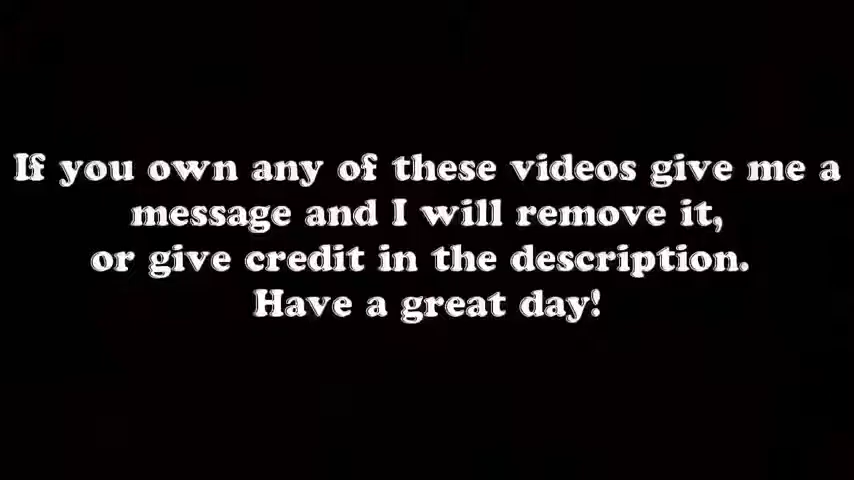 If you own any of these videos give me a
message and I will remove it,
or give credit in the description.
Have a great day!